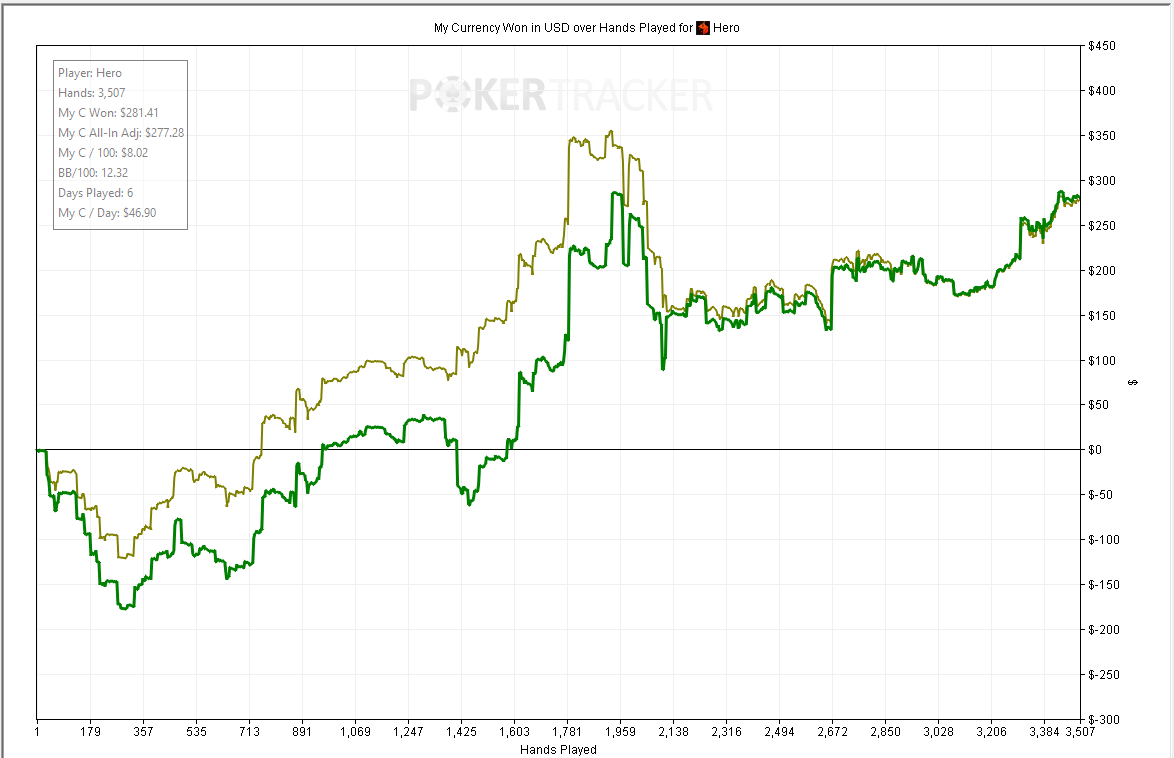 My Currency Won in USD over Hands Played for Hero
POKERTRACKER
Player: Hero
Hands: 3,507
My C Won: $281.41
My C All-In Adj: $277.28
My C / 100: $8.02
BB/100: 12.32
Days Played: 6
My C / Day: $46.90
$450
$400
$350
$300
$250
$200
$150
$100
$50
$0
$-50
$-100
$-150
$-200
$-250
$-300
$
1 179 357 535 713 891 1,069 1,247 1,425 1,603 1,781 1,959 2,138 2,316 2,494 2,672 2,850 3,028 3,206 3,384 3,507
Hands Played